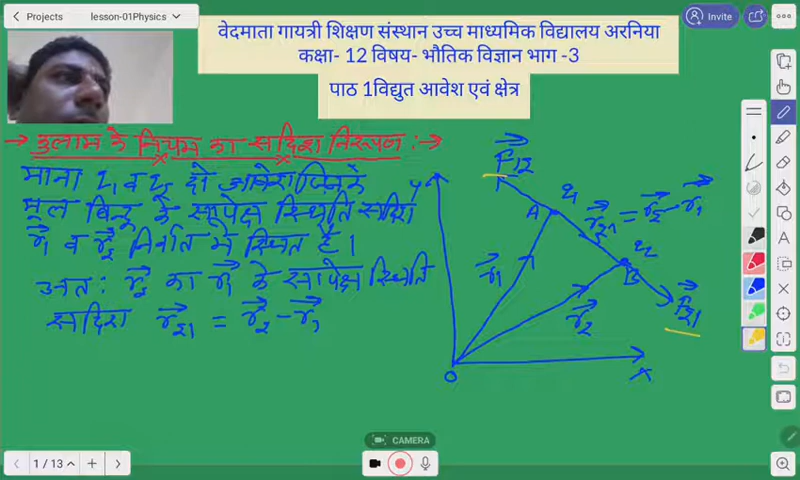 Projects
lesson-01Physics
Invite
वेदमाता गायत्री शिक्षण संस्थान उच्च माध्यमिक विद्यालय अरनिया
कक्षा- 12 विषय- भौतिक विज्ञान भाग -3
पाठ 1विद्युत आवेश एवं क्षेत्र
→ कुलाम के नियम का सदिश निरूपण :→
माना q₁ व q₂ दो आवेश जिनके
मूल बिन्दू के सापेक्ष स्थिति सदिश
r⃗₁ व r⃗₂ निर्वात में स्थित है।
अतः r⃗₂ का r⃗₁ के सापेक्ष स्थिति
सदिश r⃗₂₁ = r⃗₂ − r⃗₁
F⃗₁₂
Y
A
q₁
r⃗₂₁ = r⃗₂ − r⃗₁
q₂
r⃗₁
B
F⃗₂₁
r⃗₂
O
X
CAMERA
1 / 13